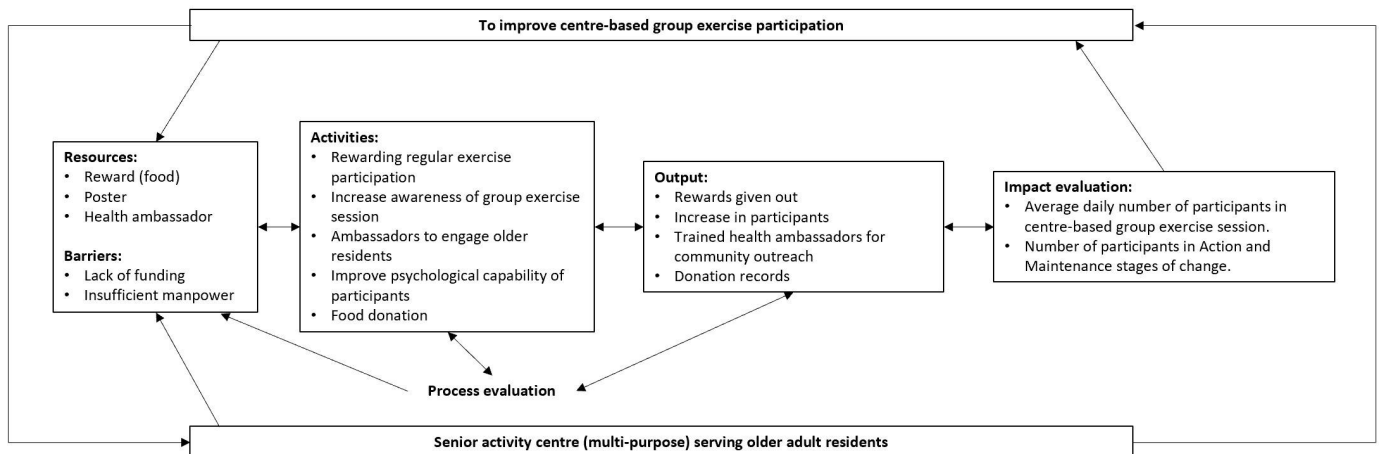 To improve centre-based group exercise participation
Resources:
• Reward (food)
• Poster
• Health ambassador
Barriers:
• Lack of funding
• Insufficient manpower
Activities:
• Rewarding regular exercise
participation
• Increase awareness of group exercise
session
• Ambassadors to engage older
residents
• Improve psychological capability of
participants
• Food donation
Output:
• Rewards given out
• Increase in participants
• Trained health ambassadors for
community outreach
• Donation records
Impact evaluation:
• Average daily number of participants in
centre-based group exercise session.
• Number of participants in Action and
Maintenance stages of change.
Process evaluation
Senior activity centre (multi-purpose) serving older adult residents